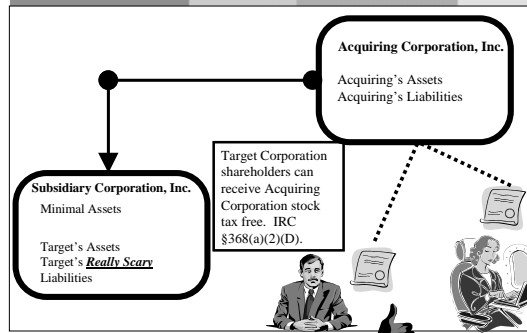 Acquiring Corporation, Inc.
Acquiring's Assets
Acquiring's Liabilities
Target Corporation
shareholders can
receive Acquiring
Corporation stock
tax free. IRC
§368(a)(2)(D).
Subsidiary Corporation, Inc.
Minimal Assets
Target's Assets
Target's Really Scary
Liabilities